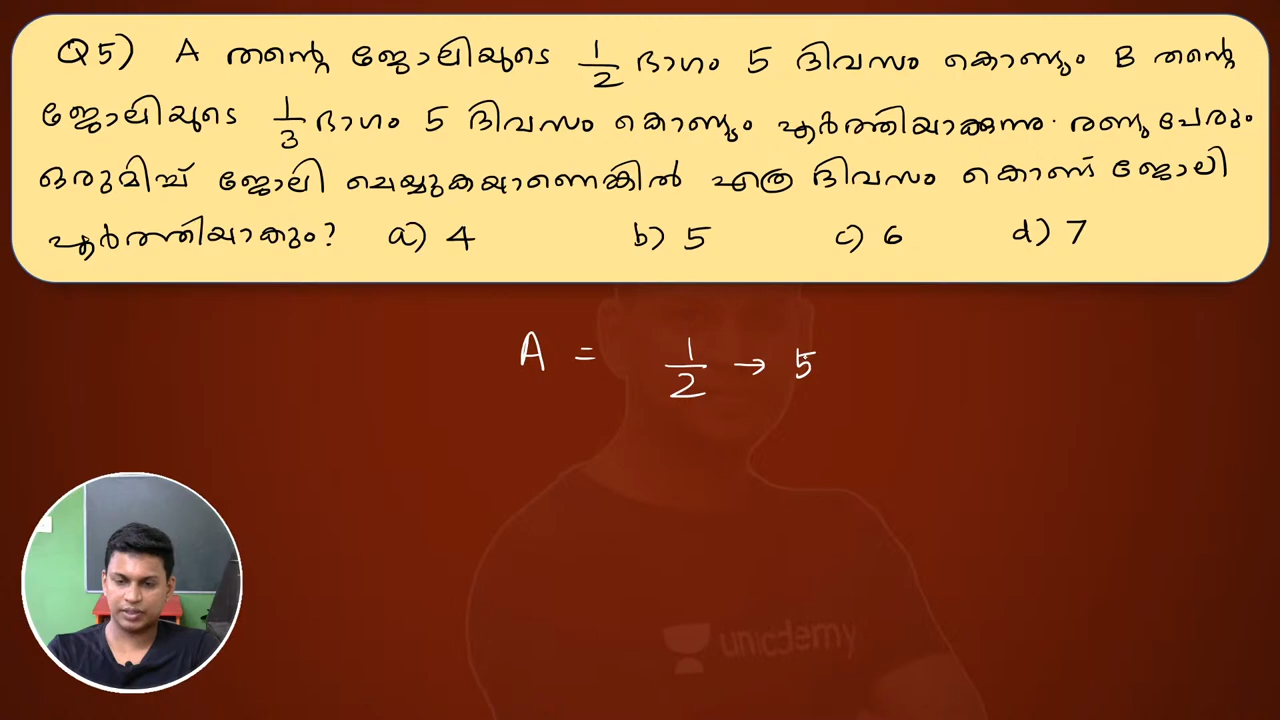 Q5) A തന്റെ ജോലിയുടെ 1/2 ഭാഗം 5 ദിവസം കൊണ്ടും B തന്റെ
ജോലിയുടെ 1/3 ഭാഗം 5 ദിവസം കൊണ്ടും പൂർത്തിയാക്കുന്നു. രണ്ടുപേരും
ഒരുമിച്ച് ജോലി ചെയ്യുകയാണെങ്കിൽ എത്ര ദിവസം കൊണ്ട് ജോലി
പൂർത്തിയാകും? a) 4 b) 5 c) 6 d) 7
A = 1/2 → 5
unacademy